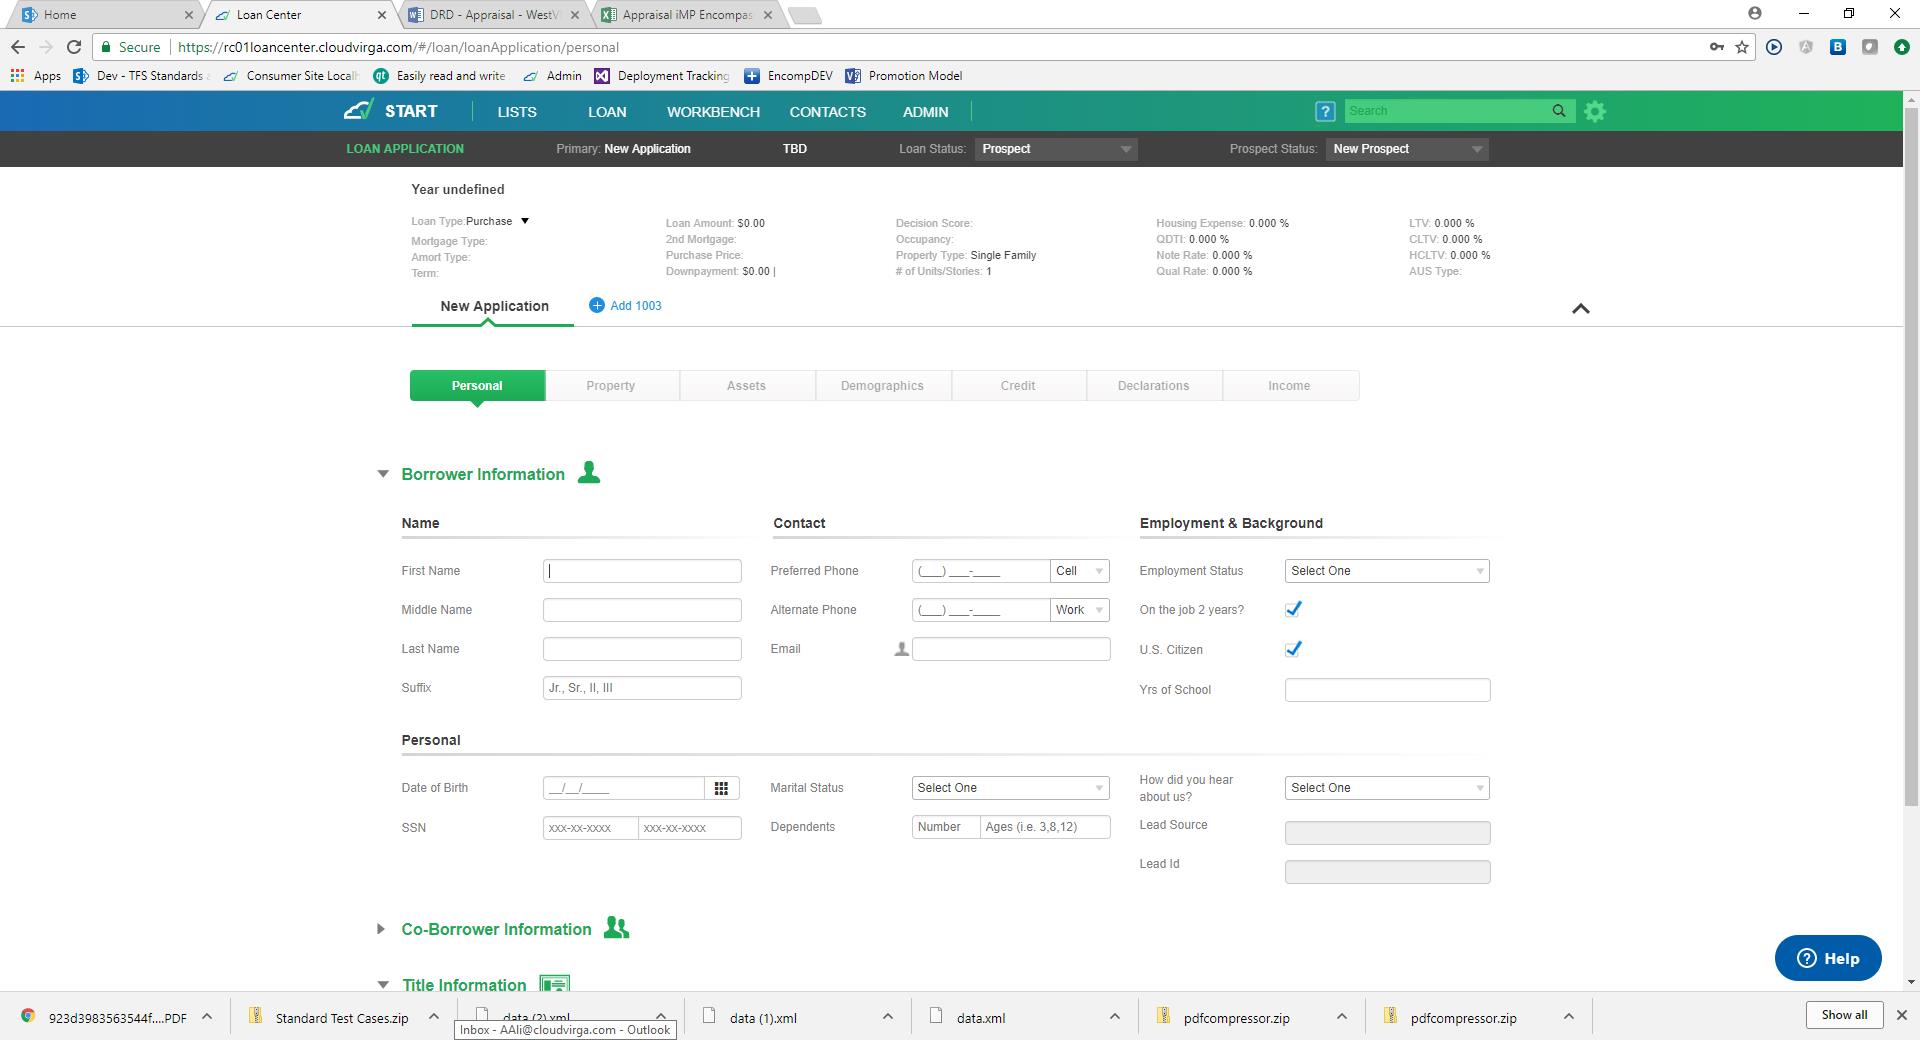 Home
Loan Center
DRD - Appraisal - WestVi
Appraisal iMP Encompas
Secure
https://rc01loancenter.cloudvirga.com/#/loan/loanApplication/personal
Apps
Dev - TFS Standards
Consumer Site Local
Easily read and write
Admin
Deployment Tracking
EncompDEV
Promotion Model
START
LISTS
LOAN
WORKBENCH
CONTACTS
ADMIN
?
Search
LOAN APPLICATION
Primary: New Application
TBD
Loan Status: Prospect
Prospect Status: New Prospect
Year undefined
Loan Type:Purchase
Mortgage Type:
Amort Type:
Term:
Loan Amount: $0.00
2nd Mortgage:
Purchase Price:
Downpayment: $0.00 |
Decision Score:
Occupancy:
Property Type: Single Family
# of Units/Stories: 1
Housing Expense: 0.000 %
QDTI: 0.000 %
Note Rate: 0.000 %
Qual Rate: 0.000 %
LTV: 0.000 %
CLTV: 0.000 %
HCLTV: 0.000 %
AUS Type:
New Application
Add 1003
Personal
Property
Assets
Demographics
Credit
Declarations
Income
Borrower Information
Name
First Name
Middle Name
Last Name
Suffix
Jr., Sr., II, III
Contact
Preferred Phone
(___) ___-____
Cell
Alternate Phone
(___) ___-____
Work
Email
Employment & Background
Employment Status
Select One
On the job 2 years?
U.S. Citizen
Yrs of School
Personal
Date of Birth
__/__/____
SSN
xxx-xx-xxxx
xxx-xx-xxxx
Marital Status
Select One
Dependents
Number
Ages (i.e. 3,8,12)
How did you hear
about us?
Select One
Lead Source
Lead Id
Co-Borrower Information
Title Information
Help
923d3983563544f....PDF
Standard Test Cases.zip
data (2).xml
data (1).xml
data.xml
pdfcompressor.zip
pdfcompressor.zip
Show all
Inbox - AAli@cloudvirga.com - Outlook